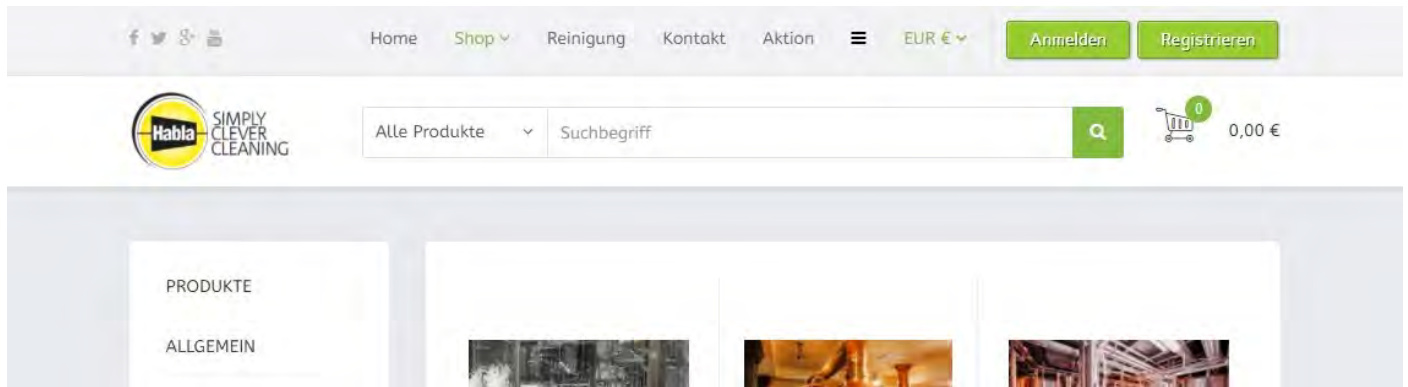 Home Shop Reinigung Kontakt Aktion EUR € Anmelden Registrieren
Habla SIMPLY
CLEVER
CLEANING
Alle Produkte Suchbegriff
0
0,00 €
PRODUKTE
ALLGEMEIN